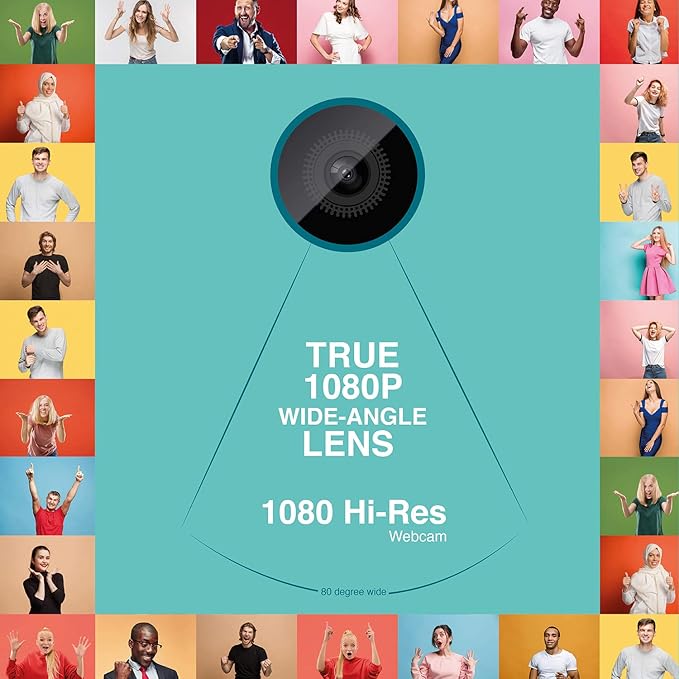 TRUE
1080P
WIDE-ANGLE
LENS
1080 Hi-Res
Webcam
80 degree wide